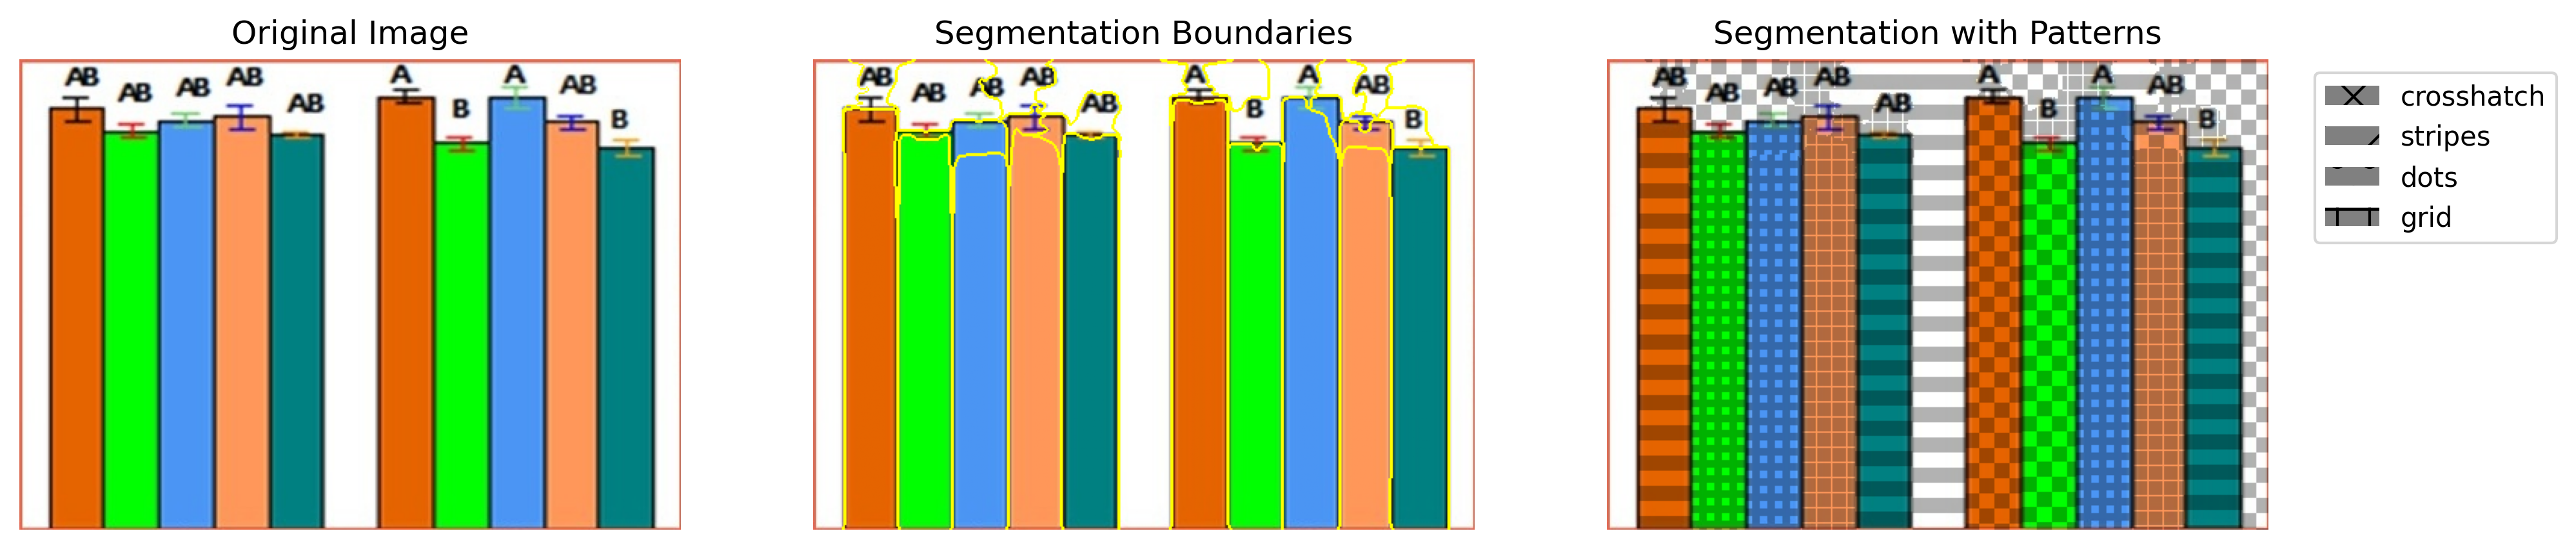 Original Image
AB AB AB AB AB A B A AB B
Segmentation Boundaries
AB AB AB AB AB A B A AB B
Segmentation with Patterns
AB AB AB AB AB A B A AB B
crosshatch
stripes
dots
grid